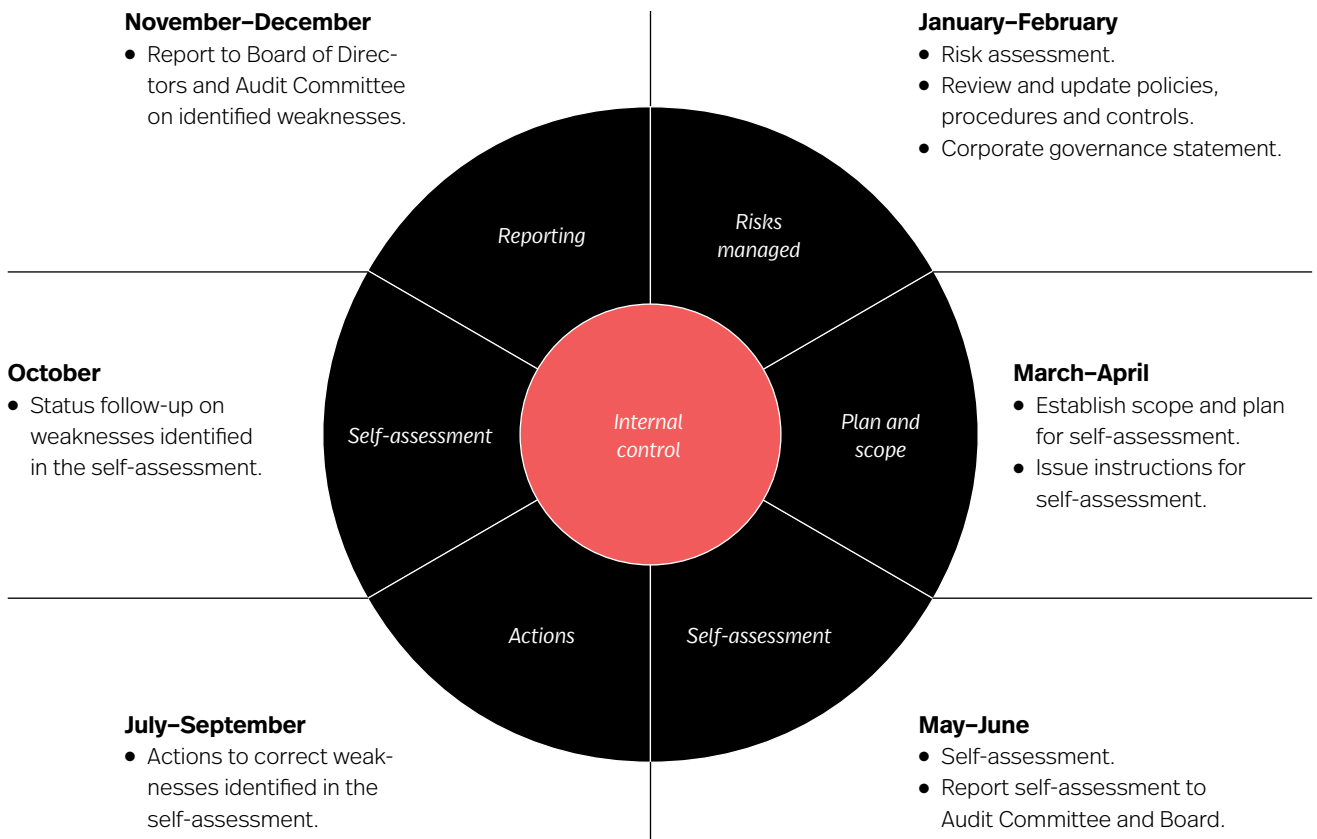 November–December
● Report to Board of Direc-
tors and Audit Committee
on identified weaknesses.
January–February
● Risk assessment.
● Review and update policies,
procedures and controls.
● Corporate governance statement.
Reporting
Risks
managed
October
● Status follow-up on
weaknesses identified
in the self-assessment.
Self-assessment
Internal
control
Plan and
scope
March–April
● Establish scope and plan
for self-assessment.
● Issue instructions for
self-assessment.
Actions
Self-assessment
July–September
● Actions to correct weak-
nesses identified in the
self-assessment.
May–June
● Self-assessment.
● Report self-assessment to
Audit Committee and Board.